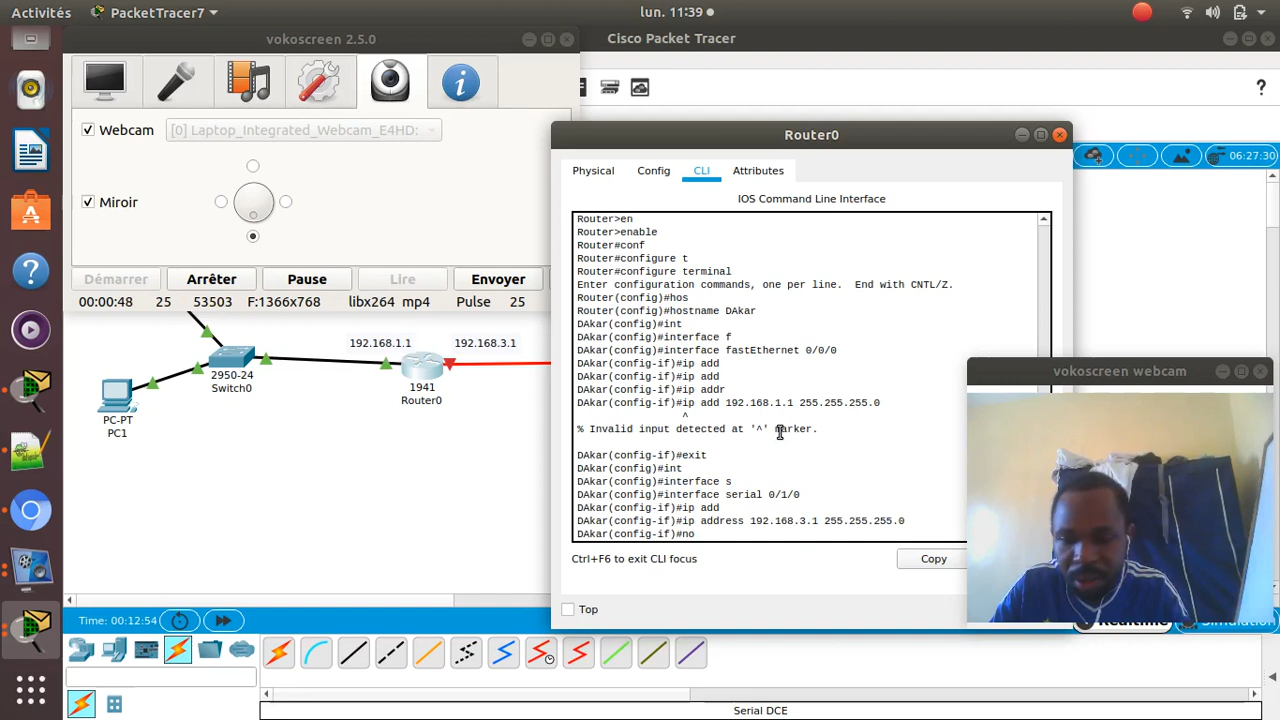 Activités PacketTracer7 lun. 11:39
vokoscreen 2.5.0
Cisco Packet Tracer
Webcam [0] Laptop_Integrated_Webcam_E4HD:
Miroir
Démarrer Arrêter Pause Lire Envoyer
00:00:48 25 53503 F:1366x768 libx264 mp4 Pulse 25
?
06:27:30
Router0
Physical Config CLI Attributes
IOS Command Line Interface
Router>en
Router>enable
Router#conf
Router#configure t
Router#configure terminal
Enter configuration commands, one per line. End with CNTL/Z.
Router(config)#hos
Router(config)#hostname DAkar
DAkar(config)#int
DAkar(config)#interface f
DAkar(config)#interface fastEthernet 0/0/0
DAkar(config-if)#ip add
DAkar(config-if)#ip add
DAkar(config-if)#ip addr
DAkar(config-if)#ip add 192.168.1.1 255.255.255.0
^
% Invalid input detected at '^' marker.
DAkar(config-if)#exit
DAkar(config)#int
DAkar(config)#interface s
DAkar(config)#interface serial 0/1/0
DAkar(config-if)#ip add
DAkar(config-if)#ip address 192.168.3.1 255.255.255.0
DAkar(config-if)#no
Ctrl+F6 to exit CLI focus
Copy
Top
192.168.1.1
192.168.3.1
2950-24
Switch0
1941
Router0
PC-PT
PC1
vokoscreen webcam
Time: 00:12:54
Realtime
Simulation
Serial DCE